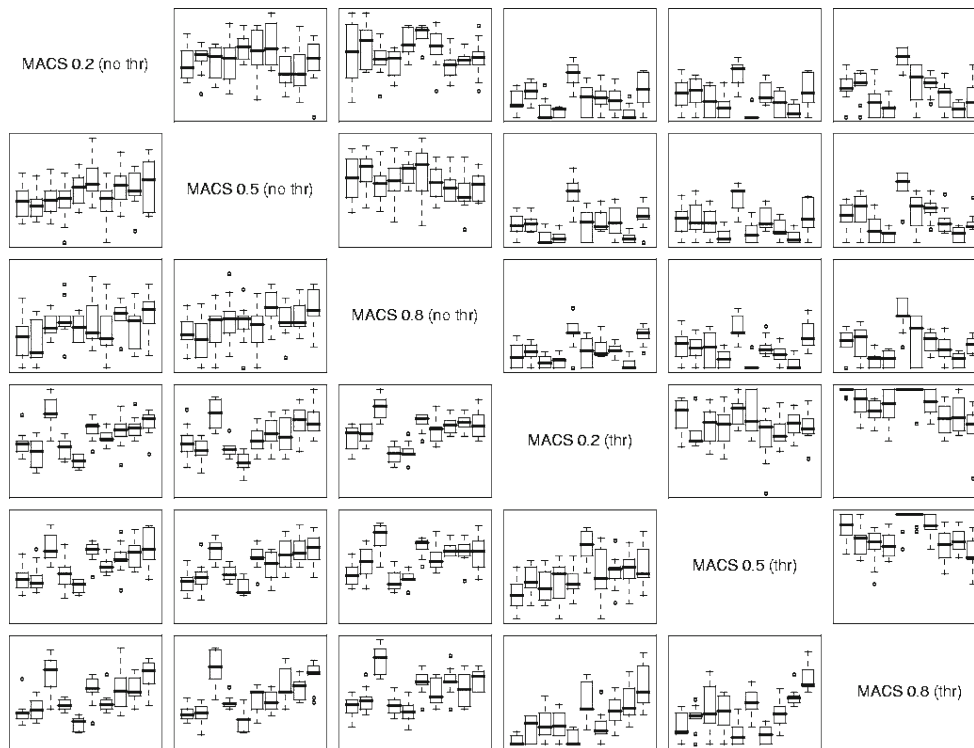 MACS 0.2 (no thr)
MACS 0.5 (no thr)
MACS 0.8 (no thr)
MACS 0.2 (thr)
MACS 0.5 (thr)
MACS 0.8 (thr)